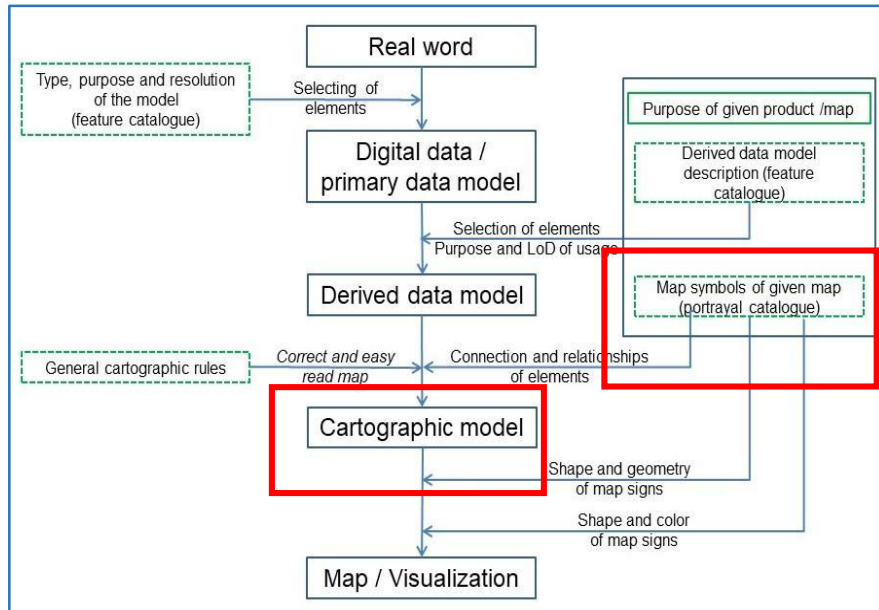 Real word
Type, purpose and resolution
of the model
(feature catalogue)
Selecting of
elements
Purpose of given product /map
Digital data /
primary data model
Derived data model
description (feature
catalogue)
Selection of elements
Purpose and LoD of usage
Derived data model
Map symbols of given map
(portrayal catalogue)
General cartographic rules
Correct and easy
read map
Connection and relationships
of elements
Cartographic model
Shape and geometry
of map signs
Shape and color
of map signs
Map / Visualization